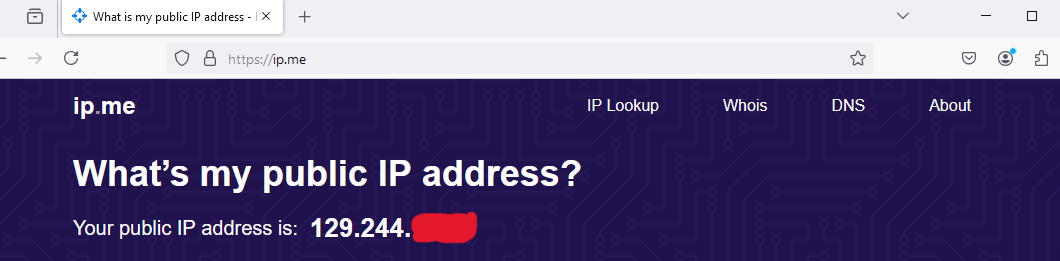 What is my public IP address -
https://ip.me
ip.me
IP Lookup
Whois
DNS
About
What's my public IP address?
Your public IP address is: 129.244.